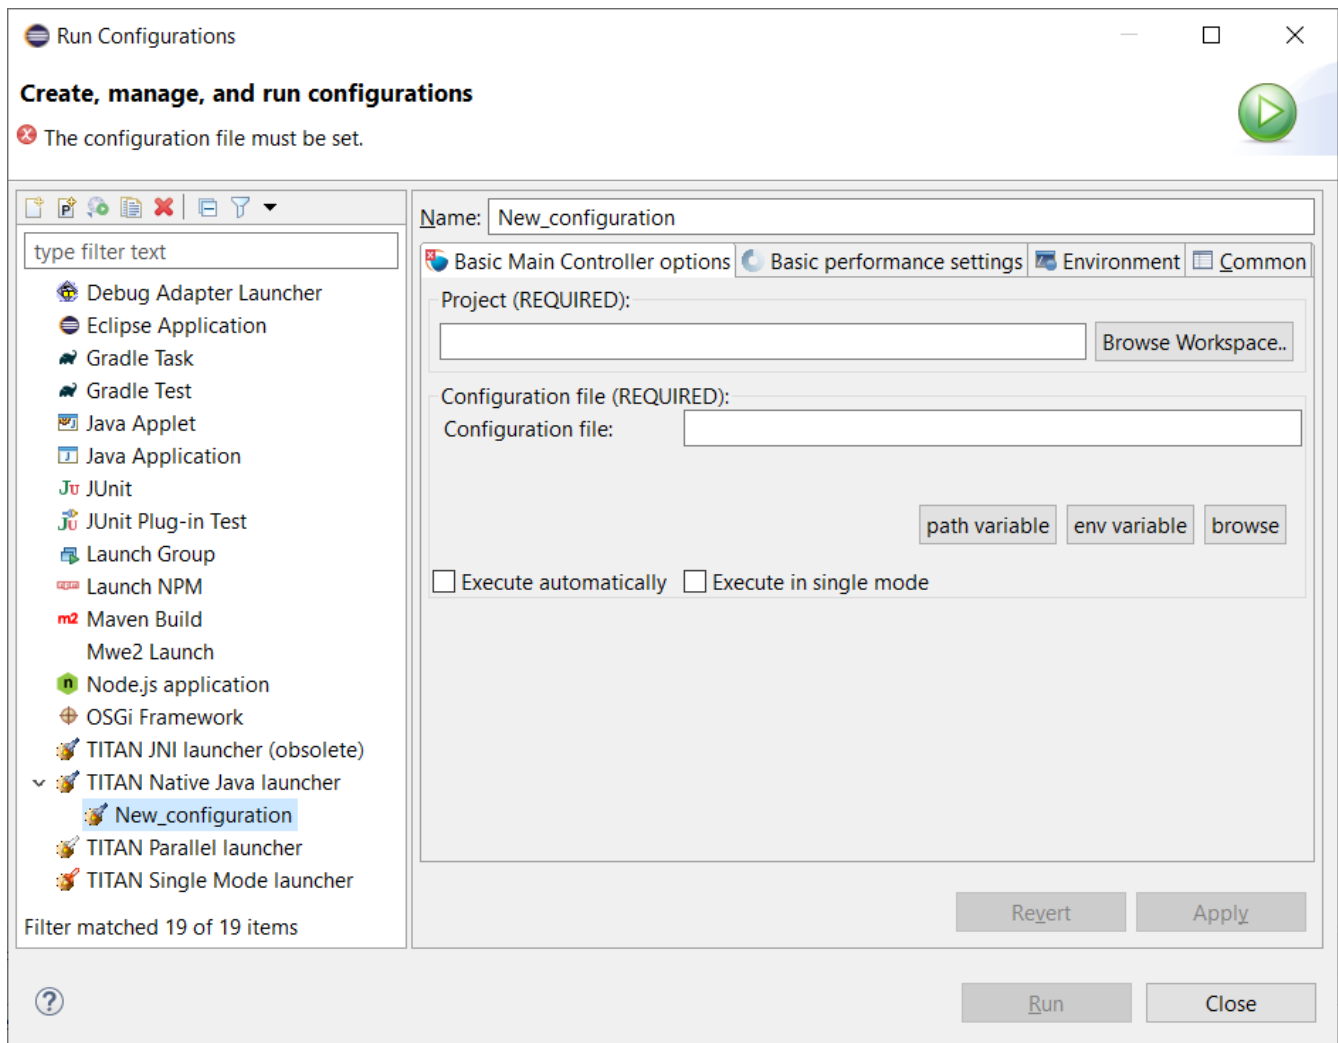 Run Configurations
Create, manage, and run configurations
The configuration file must be set.
type filter text
Debug Adapter Launcher
Eclipse Application
Gradle Task
Gradle Test
Java Applet
Java Application
JUnit
JUnit Plug-in Test
Launch Group
Launch NPM
Maven Build
Mwe2 Launch
Node.js application
OSGi Framework
TITAN JNI launcher (obsolete)
TITAN Native Java launcher
New_configuration
TITAN Parallel launcher
TITAN Single Mode launcher
Filter matched 19 of 19 items
Name: New_configuration
Basic Main Controller options Basic performance settings Environment Common
Project (REQUIRED):
Browse Workspace..
Configuration file (REQUIRED):
Configuration file:
path variable env variable browse
Execute automatically Execute in single mode
Revert Apply
Run Close